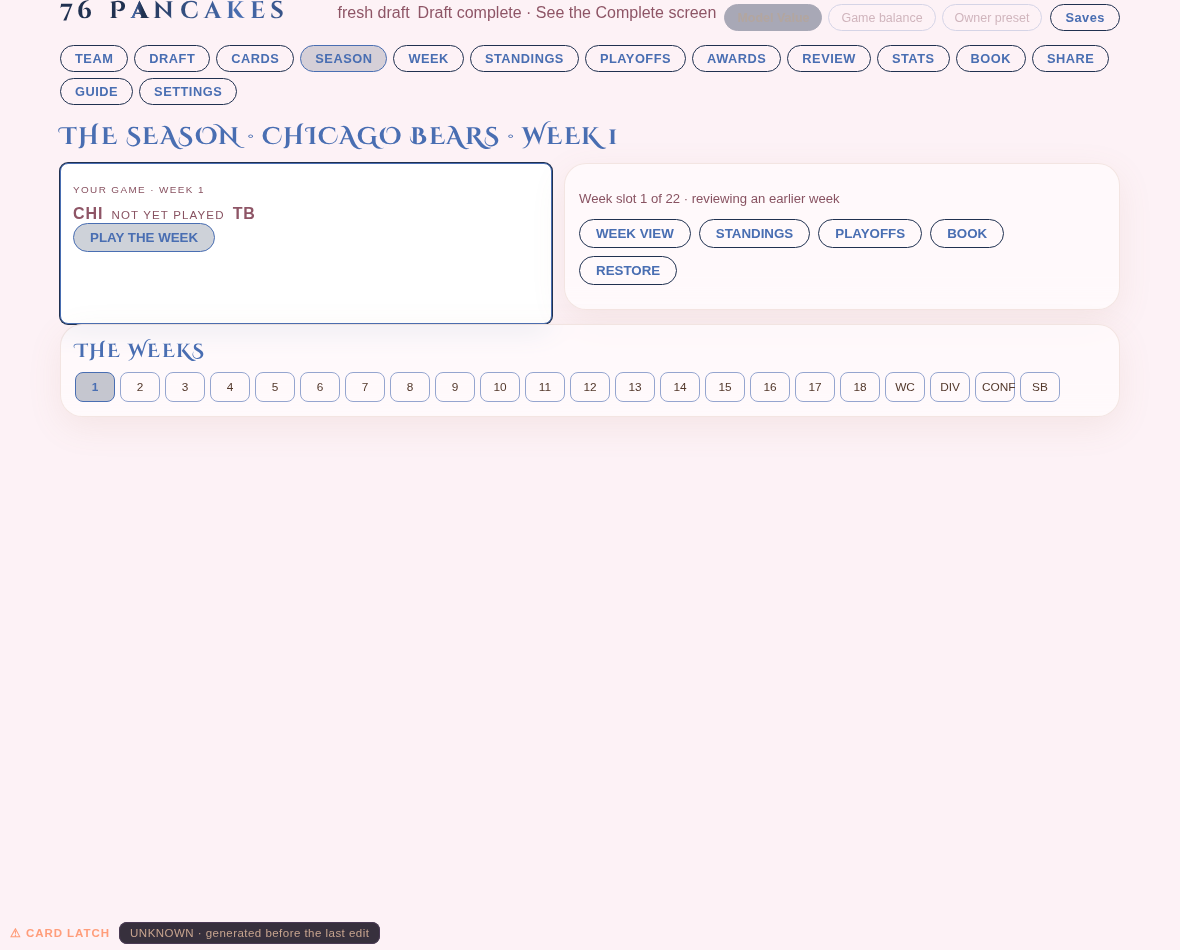 76 PANCAKES
fresh draft Draft complete · See the Complete screen
Game balance
Owner preset
Saves
TEAM DRAFT CARDS SEASON WEEK STANDINGS PLAYOFFS AWARDS REVIEW STATS BOOK SHARE
GUIDE SETTINGS
THE SEASON · CHICAGO BEARS · WEEK 1
YOUR GAME · WEEK 1
CHI NOT YET PLAYED TB
PLAY THE WEEK
Week slot 1 of 22 · reviewing an earlier week
WEEK VIEW STANDINGS PLAYOFFS BOOK
RESTORE
THE WEEKS
1 2 3 4 5 6 7 8 9 10 11 12 13 14 15 16 17 18 WC DIV CONF SB
⚠ CARD LATCH UNKNOWN · generated before the last edit